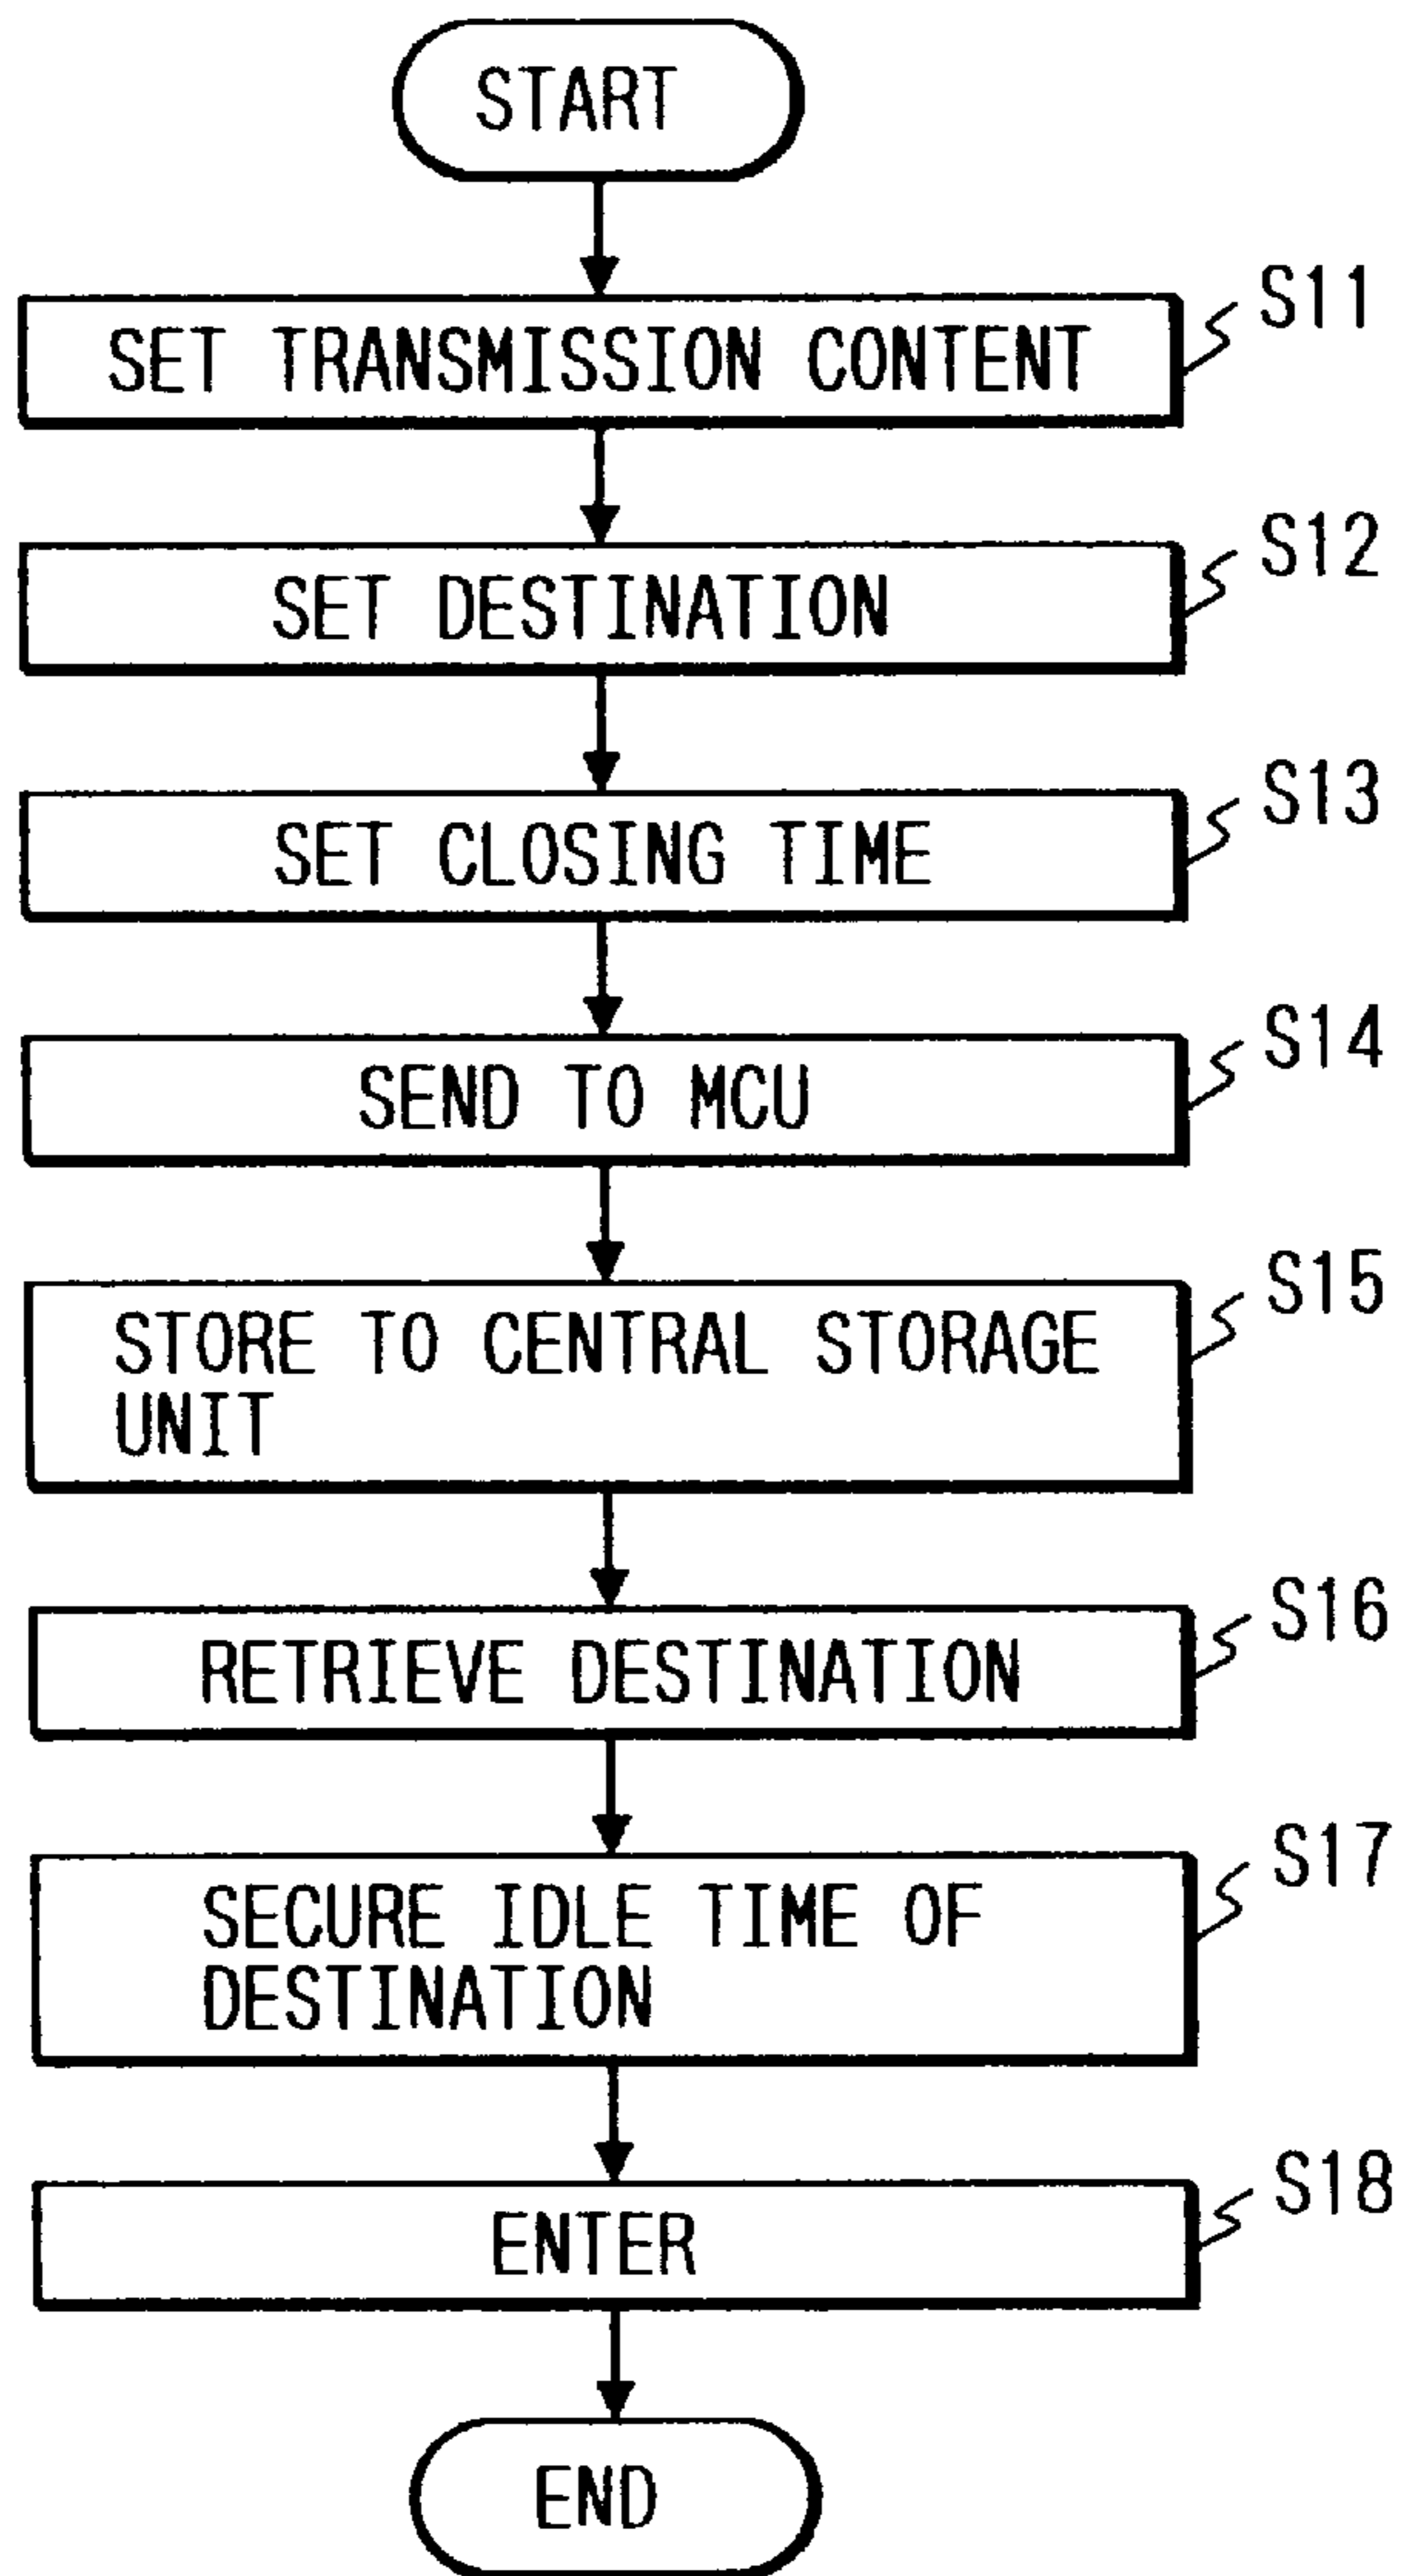 START
S11
SET TRANSMISSION CONTENT
S12
SET DESTINATION
S13
SET CLOSING TIME
S14
SEND TO MCU
S15
STORE TO CENTRAL STORAGE
UNIT
S16
RETRIEVE DESTINATION
S17
SECURE IDLE TIME OF
DESTINATION
S18
ENTER
END